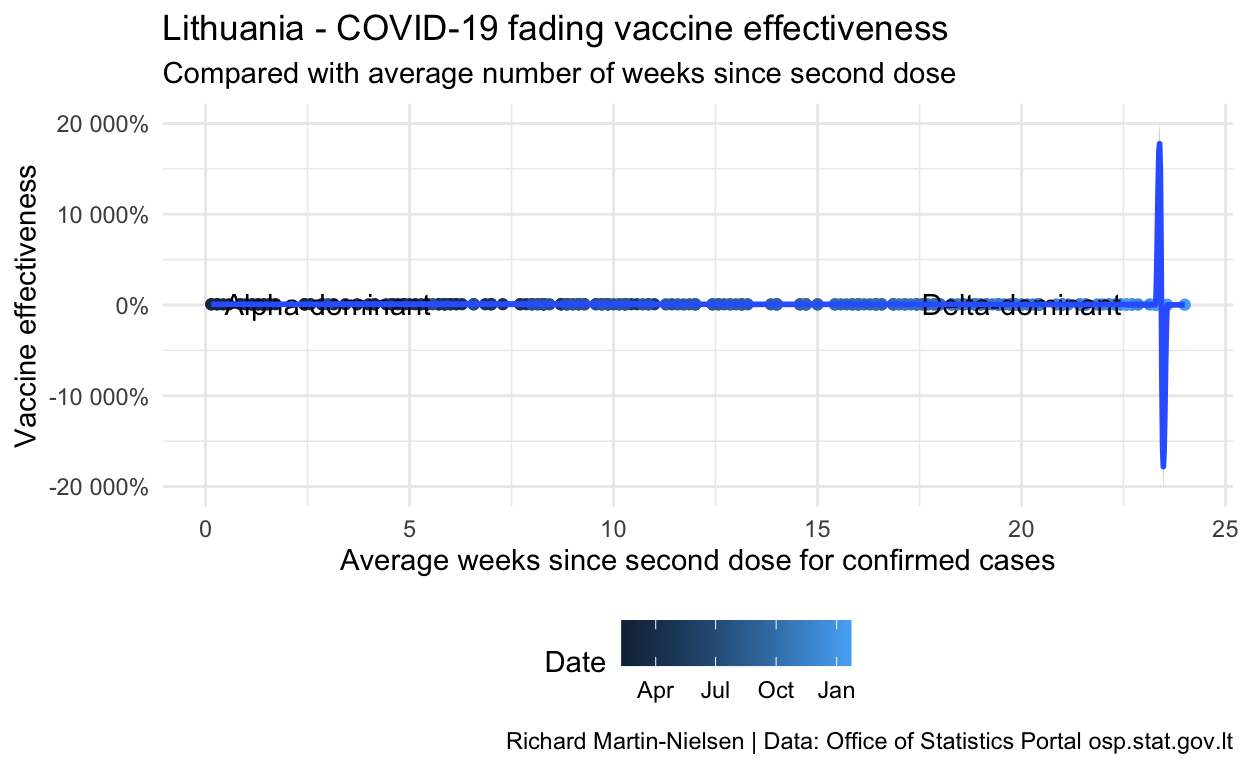 Lithuania - COVID-19 fading vaccine effectiveness
Compared with average number of weeks since second dose
Vaccine effectiveness
20 000%
10 000%
0%
-10 000%
-20 000%
Alpha-dominant
Delta-dominant
0 5 10 15 20 25
Average weeks since second dose for confirmed cases
Date
Apr Jul Oct Jan
Richard Martin-Nielsen | Data: Office of Statistics Portal osp.stat.gov.lt